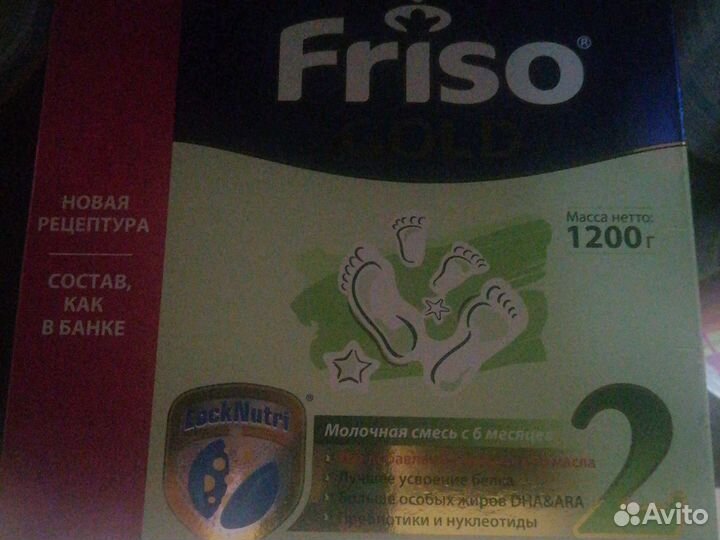 Friso®
GOLD
НОВАЯ
РЕЦЕПТУРА
СОСТАВ,
КАК
В БАНКЕ
Масса нетто:
1200 г
LockNutri®
2
Молочная смесь с 6 месяцев
масла
Лучшее усвоение белка
Больше особых жиров DHA&ARA
Пребиотики и нуклеотиды
Avito